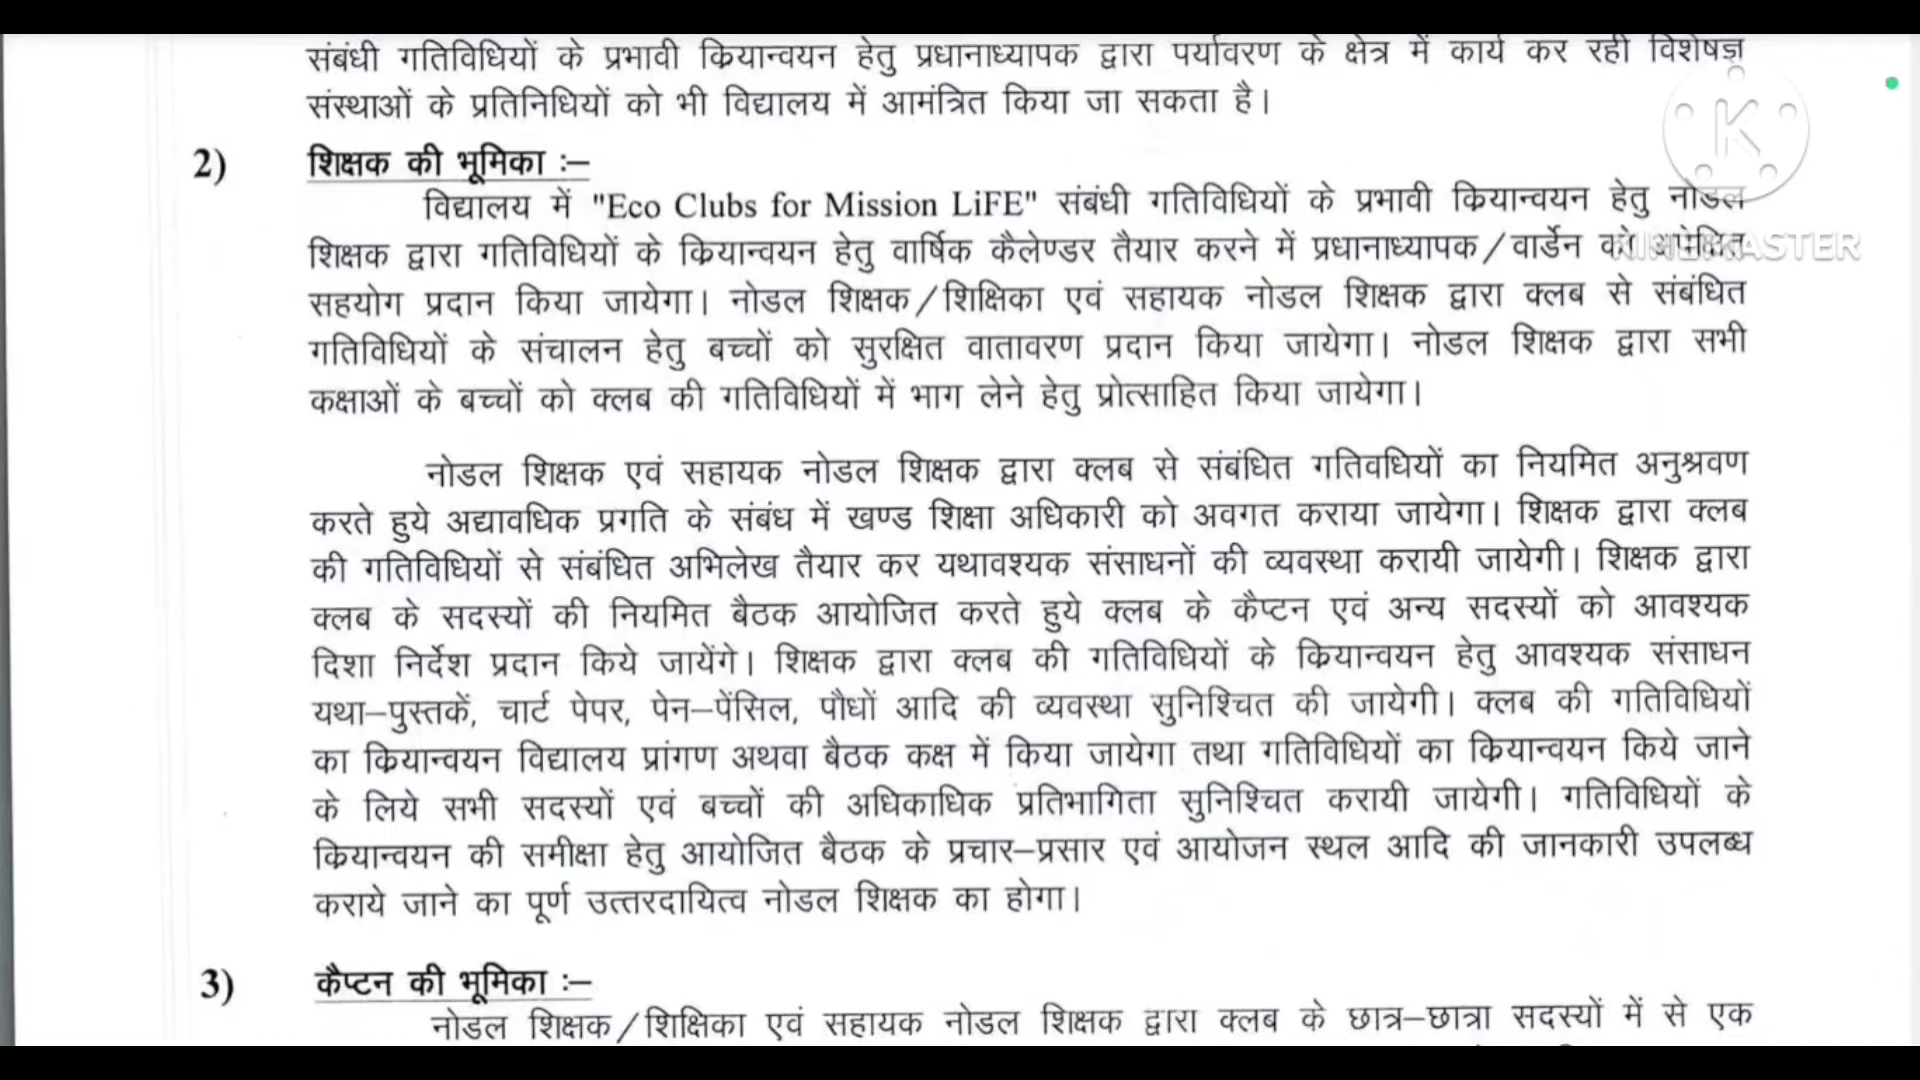 संबंधी गतिविधियों के प्रभावी क्रियान्वयन हेतु प्रधानाध्यापक द्वारा पर्यावरण के क्षेत्र में कार्य कर रही विशेषज्ञ
संस्थाओं के प्रतिनिधियों को भी विद्यालय में आमंत्रित किया जा सकता है।
2) शिक्षक की भूमिका :–
विद्यालय में "Eco Clubs for Mission LiFE" संबंधी गतिविधियों के प्रभावी क्रियान्वयन हेतु नोडल
शिक्षक द्वारा गतिविधियों के क्रियान्वयन हेतु वार्षिक कैलेण्डर तैयार करने में प्रधानाध्यापक/वार्डेन को अपेक्षित
KINEMASTER
सहयोग प्रदान किया जायेगा। नोडल शिक्षक/शिक्षिका एवं सहायक नोडल शिक्षक द्वारा क्लब से संबंधित
गतिविधियों के संचालन हेतु बच्चों को सुरक्षित वातावरण प्रदान किया जायेगा। नोडल शिक्षक द्वारा सभी
कक्षाओं के बच्चों को क्लब की गतिविधियों में भाग लेने हेतु प्रोत्साहित किया जायेगा।
नोडल शिक्षक एवं सहायक नोडल शिक्षक द्वारा क्लब से संबंधित गतिवधियों का नियमित अनुश्रवण
करते हुये अद्यावधिक प्रगति के संबंध में खण्ड शिक्षा अधिकारी को अवगत कराया जायेगा। शिक्षक द्वारा क्लब
की गतिविधियों से संबंधित अभिलेख तैयार कर यथावश्यक संसाधनों की व्यवस्था करायी जायेगी। शिक्षक द्वारा
क्लब के सदस्यों की नियमित बैठक आयोजित करते हुये क्लब के कैप्टन एवं अन्य सदस्यों को आवश्यक
दिशा निर्देश प्रदान किये जायेंगे। शिक्षक द्वारा क्लब की गतिविधियों के क्रियान्वयन हेतु आवश्यक संसाधन
यथा–पुस्तकें, चार्ट पेपर, पेन–पेंसिल, पौधों आदि की व्यवस्था सुनिश्चित की जायेगी। क्लब की गतिविधियों
का क्रियान्वयन विद्यालय प्रांगण अथवा बैठक कक्ष में किया जायेगा तथा गतिविधियों का क्रियान्वयन किये जाने
के लिये सभी सदस्यों एवं बच्चों की अधिकाधिक प्रतिभागिता सुनिश्चित करायी जायेगी। गतिविधियों के
क्रियान्वयन की समीक्षा हेतु आयोजित बैठक के प्रचार–प्रसार एवं आयोजन स्थल आदि की जानकारी उपलब्ध
कराये जाने का पूर्ण उत्तरदायित्व नोडल शिक्षक का होगा।
3) कैप्टन की भूमिका :–
नोडल शिक्षक/शिक्षिका एवं सहायक नोडल शिक्षक द्वारा क्लब के छात्र–छात्रा सदस्यों में से एक